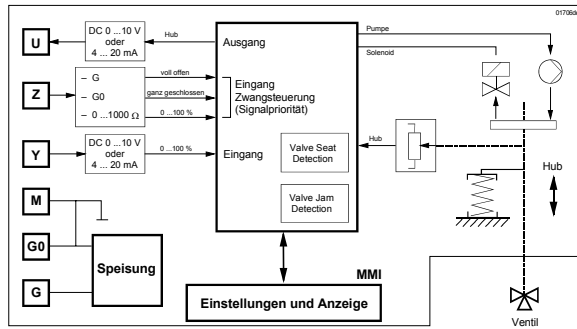 01706de
U
DC 0 ...10 V
oder
4 ... 20 mA
Hub
Ausgang
Pumpe
Solenoid
Z
– G
– G0
– 0...1000 Ω
voll offen
ganz geschlossen
0 ...100 %
Eingang
Zwangsteuerung
(Signalpriorität)
Y
DC 0 ...10 V
oder
4 ... 20 mA
0 ...100 %
Eingang
Valve Seat
Detection
Valve Jam
Detection
Hub
Hub
M
G0
G
Speisung
MMI
Einstellungen und Anzeige
Ventil